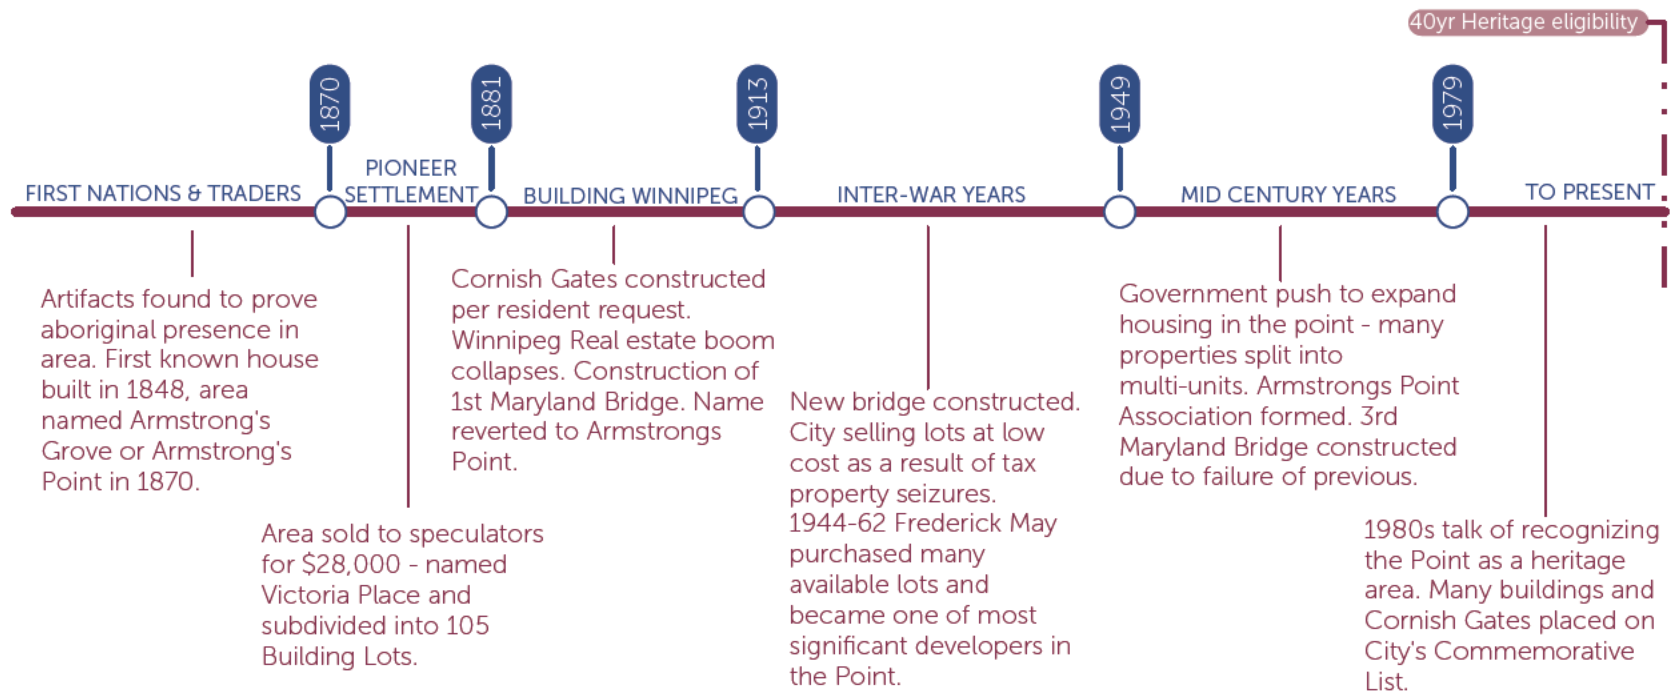 40yr Heritage eligibility
1870
1881
1913
1949
1979
FIRST NATIONS & TRADERS
PIONEER
SETTLEMENT
BUILDING WINNIPEG
INTER-WAR YEARS
MID CENTURY YEARS
TO PRESENT
Artifacts found to prove
aboriginal presence in
area. First known house
built in 1848, area
named Armstrong's
Grove or Armstrong's
Point in 1870.
Area sold to speculators
for $28,000 - named
Victoria Place and
subdivided into 105
Building Lots.
Cornish Gates constructed
per resident request.
Winnipeg Real estate boom
collapses. Construction of
1st Maryland Bridge. Name
reverted to Armstrongs
Point.
New bridge constructed.
City selling lots at low
cost as a result of tax
property seizures.
1944-62 Frederick May
purchased many
available lots and
became one of most
significant developers in
the Point.
Government push to expand
housing in the point - many
properties split into
multi-units. Armstrongs Point
Association formed. 3rd
Maryland Bridge constructed
due to failure of previous.
1980s talk of recognizing
the Point as a heritage
area. Many buildings and
Cornish Gates placed on
City's Commemorative
List.